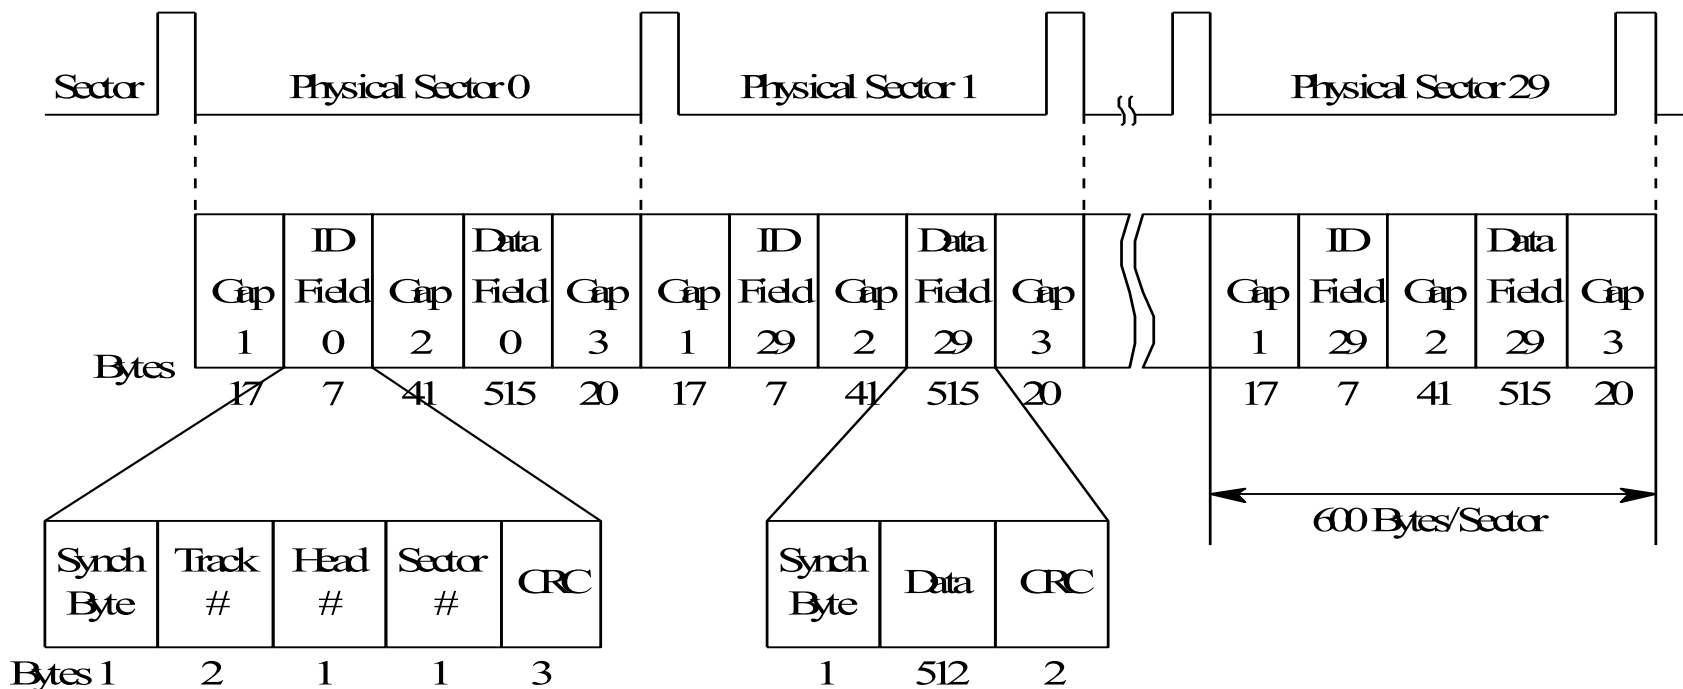 Sector
Physical Sector 0
Physical Sector 1
Physical Sector 29
Gap 1
ID Field 0
Gap 2
Data Field 0
Gap 3
Gap 1
ID Field 29
Gap 2
Data Field 29
Gap 3
Gap 1
ID Field 29
Gap 2
Data Field 29
Gap 3
Bytes
17 7 41 515 20 17 7 41 515 20 17 7 41 515 20
600 Bytes/Sector
Synch Byte
Track #
Head #
Sector #
CRC
Synch Byte
Data
CRC
Bytes 1 2 1 1 3 1 512 2